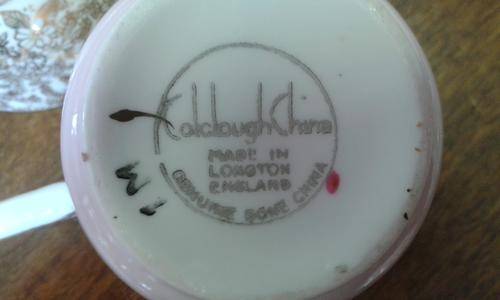 Colclough China
MADE IN
LONGTON
ENGLAND
GENUINE BONE CHINA